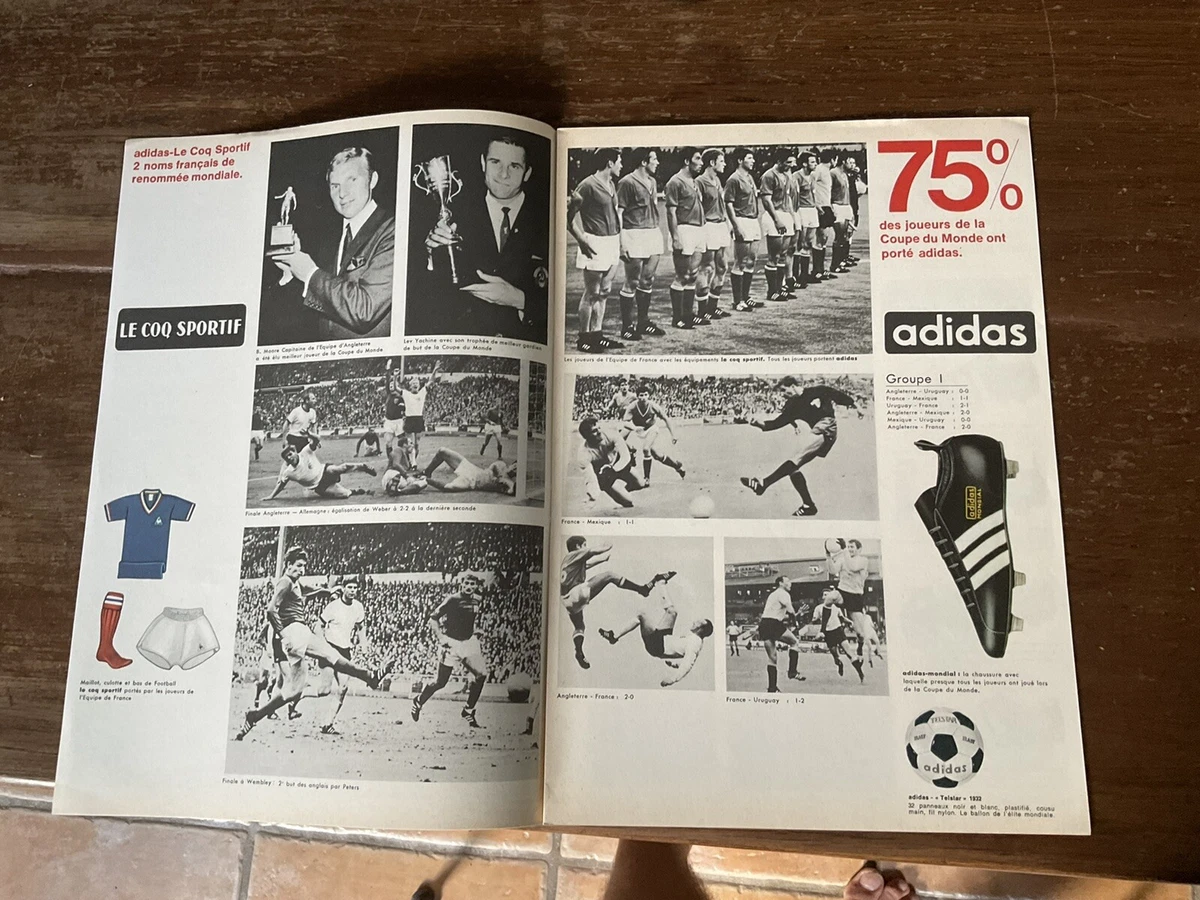 adidas-Le Coq Sportif
2 noms français de
renommée mondiale.
LE COQ SPORTIF
B. Moore Capitaine de l'Equipe d'Angleterre
a été élu meilleur joueur de la Coupe du Monde
Lev Yachine avec son trophée de meilleur gardien
de but de la Coupe du Monde
Finale Angleterre — Allemagne : égalisation de Weber à 2-2 à la dernière seconde
Maillot, culotte et bas de Football
le coq sportif portés par les joueurs de
l'Equipe de France
Finale à Wembley : 2e but des anglais par Peters
Les joueurs de l'Equipe de France avec les équipements le coq sportif. Tous les joueurs portent adidas
France - Mexique : 1-1
Angleterre - France : 2-0
France - Uruguay : 1-2
75%
des joueurs de la
Coupe du Monde ont
porté adidas.
adidas
Groupe I
Angleterre - Uruguay : 0-0
France - Mexique : 1-1
Uruguay - France : 2-1
Angleterre - Mexique : 2-0
Mexique - Uruguay : 0-0
Angleterre - France : 2-0
adidas
MONDIAL
adidas-mondial : la chaussure avec
laquelle presque tous les joueurs ont joué lors
de la Coupe du Monde.
TELSTAR
adidas
adidas - « Telstar » 1932
32 panneaux noir et blanc, plastifié, cousu
main, fil nylon. Le ballon de l'élite mondiale.